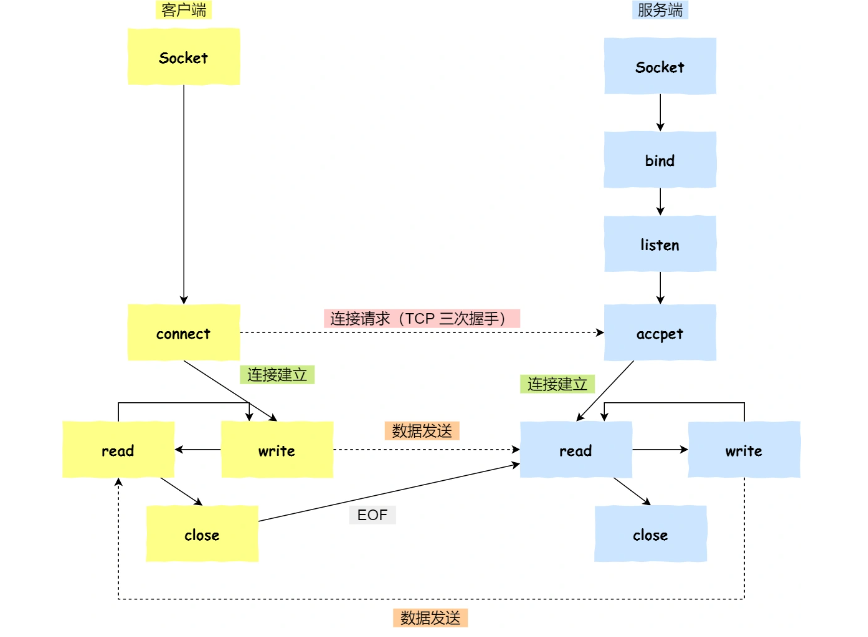 客户端
服务端
Socket
Socket
bind
listen
connect
连接请求（TCP 三次握手）
accpet
连接建立
连接建立
read
write
数据发送
read
write
close
EOF
close
数据发送